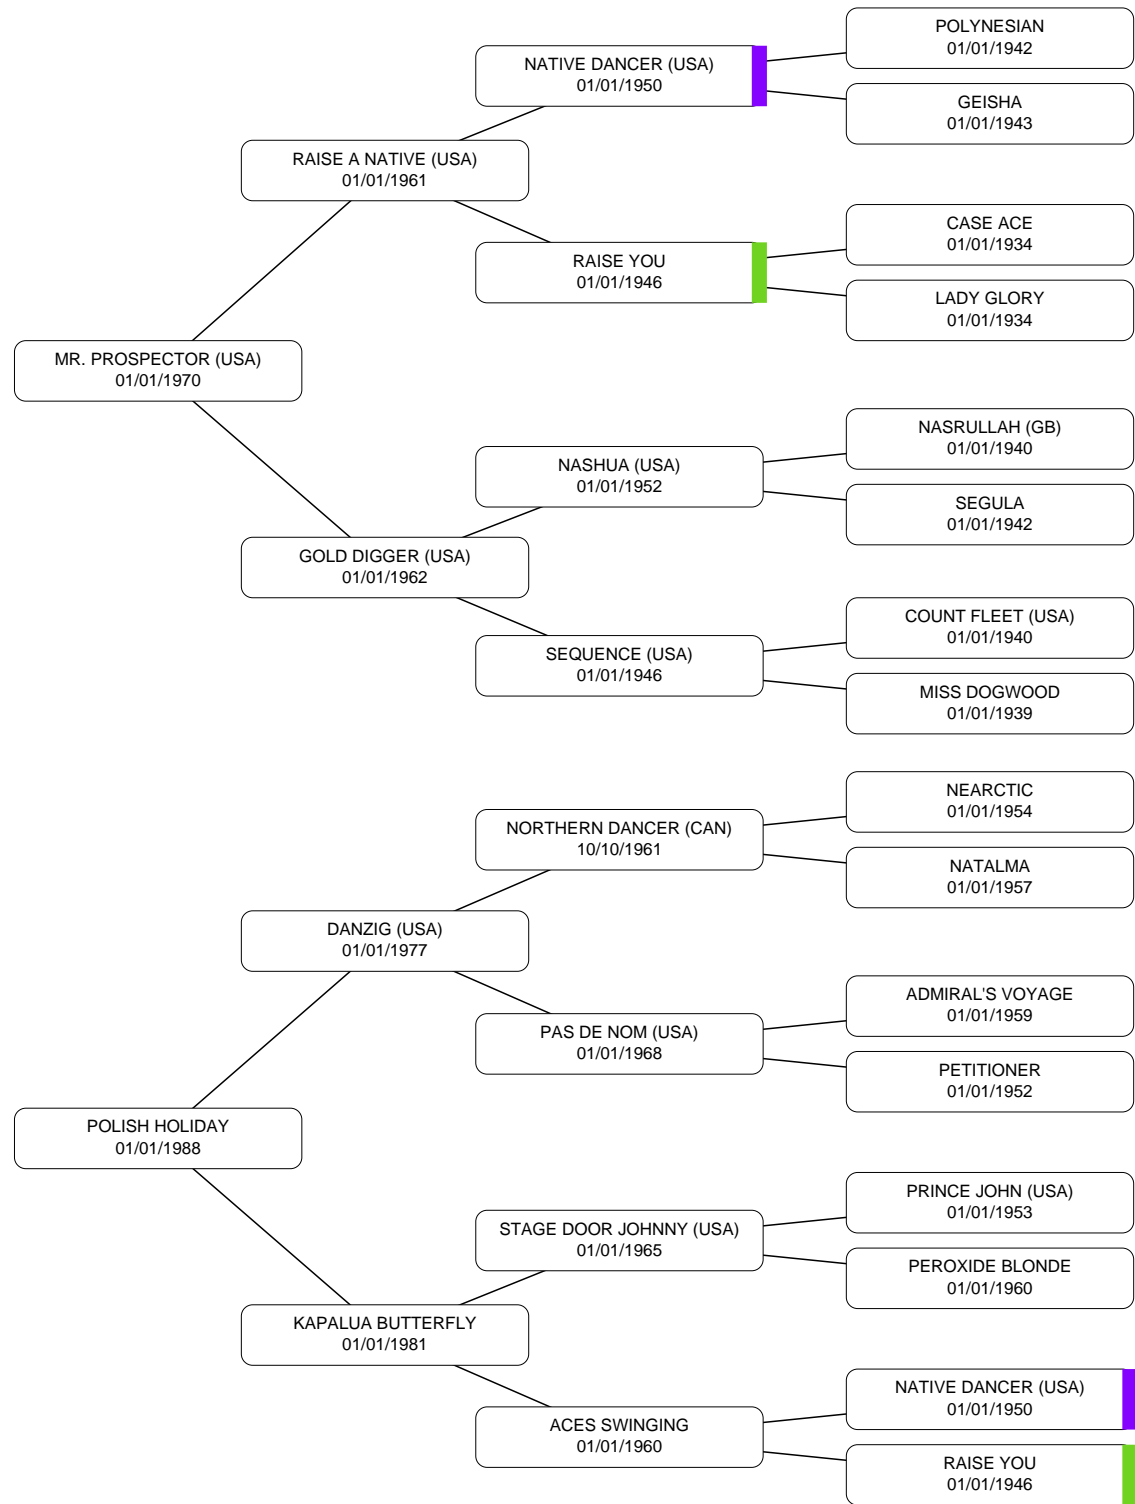 POLYNESIAN
01/01/1942
NATIVE DANCER (USA)
01/01/1950
GEISHA
01/01/1943
RAISE A NATIVE (USA)
01/01/1961
CASE ACE
01/01/1934
RAISE YOU
01/01/1946
LADY GLORY
01/01/1934
MR. PROSPECTOR (USA)
01/01/1970
NASRULLAH (GB)
01/01/1940
NASHUA (USA)
01/01/1952
SEGULA
01/01/1942
GOLD DIGGER (USA)
01/01/1962
COUNT FLEET (USA)
01/01/1940
SEQUENCE (USA)
01/01/1946
MISS DOGWOOD
01/01/1939
NEARCTIC
01/01/1954
NORTHERN DANCER (CAN)
10/10/1961
NATALMA
01/01/1957
DANZIG (USA)
01/01/1977
ADMIRAL'S VOYAGE
01/01/1959
PAS DE NOM (USA)
01/01/1968
PETITIONER
01/01/1952
POLISH HOLIDAY
01/01/1988
PRINCE JOHN (USA)
01/01/1953
STAGE DOOR JOHNNY (USA)
01/01/1965
PEROXIDE BLONDE
01/01/1960
KAPALUA BUTTERFLY
01/01/1981
NATIVE DANCER (USA)
01/01/1950
ACES SWINGING
01/01/1960
RAISE YOU
01/01/1946